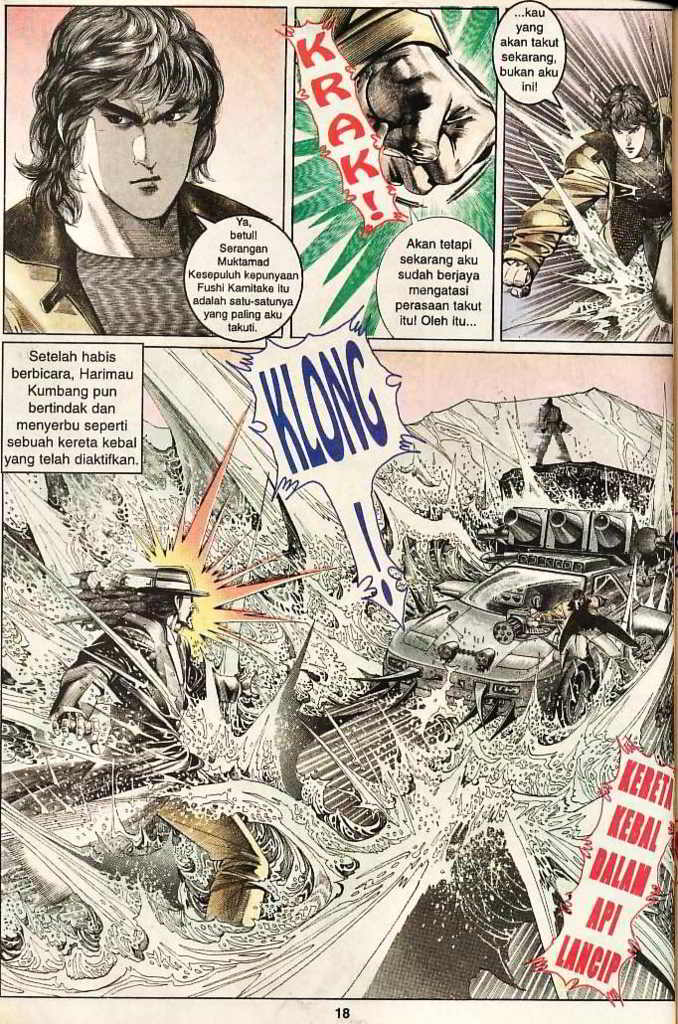 Ya,
betul!
Serangan
Muktamad
Kesepuluh kepunyaan
Fushi Kamitake itu
adalah satu-satunya
yang paling aku
takuti.
KRAK!
Akan tetapi
sekarang aku
sudah berjaya
mengatasi
perasaan takut
itu! Oleh itu...
...kau
yang
akan takut
sekarang,
bukan aku
ini!
Setelah habis
berbicara, Harimau
Kumbang pun
bertindak dan
menyerbu seperti
sebuah kereta kebal
yang telah diaktifkan.
KLONG!
KERETA
KEBAL
DALAM
API
LANCIP
18